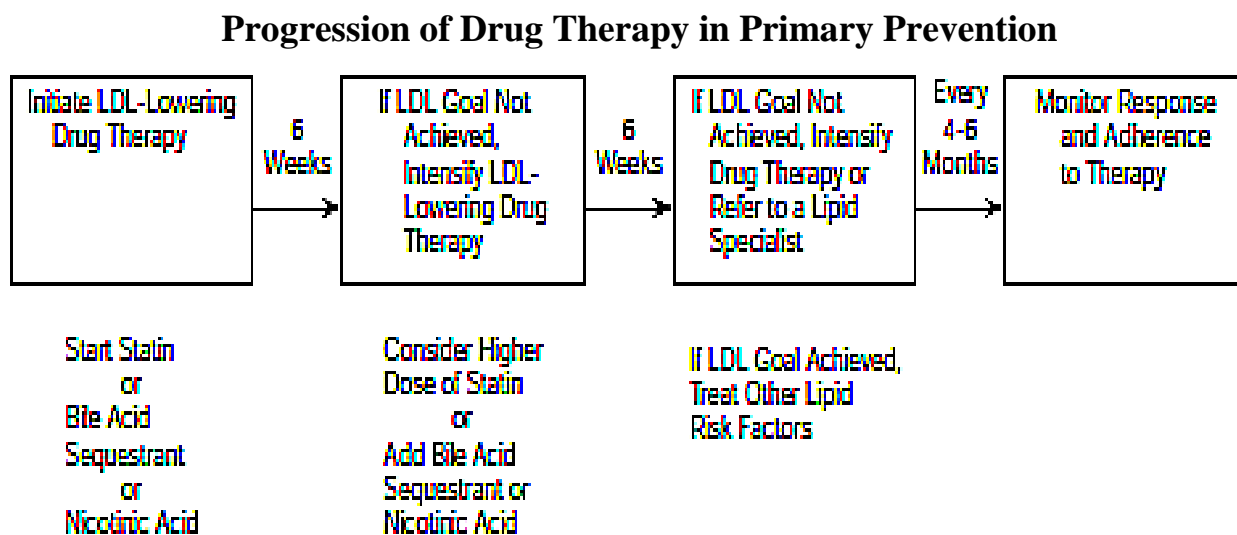 Progression of Drug Therapy in Primary Prevention
Initiate LDL-Lowering
Drug Therapy
6
Weeks
If LDL Goal Not
Achieved,
Intensify LDL-
Lowering Drug
Therapy
6
Weeks
If LDL Goal Not
Achieved, Intensify
Drug Therapy or
Refer to a Lipid
Specialist
Every
4-6
Months
Monitor Response
and Adherence
to Therapy
Start Statin
or
Bile Acid
Sequestrant
or
Nicotinic Acid
Consider Higher
Dose of Statin
or
Add Bile Acid
Sequestrant or
Nicotinic Acid
If LDL Goal Achieved,
Treat Other Lipid
Risk Factors